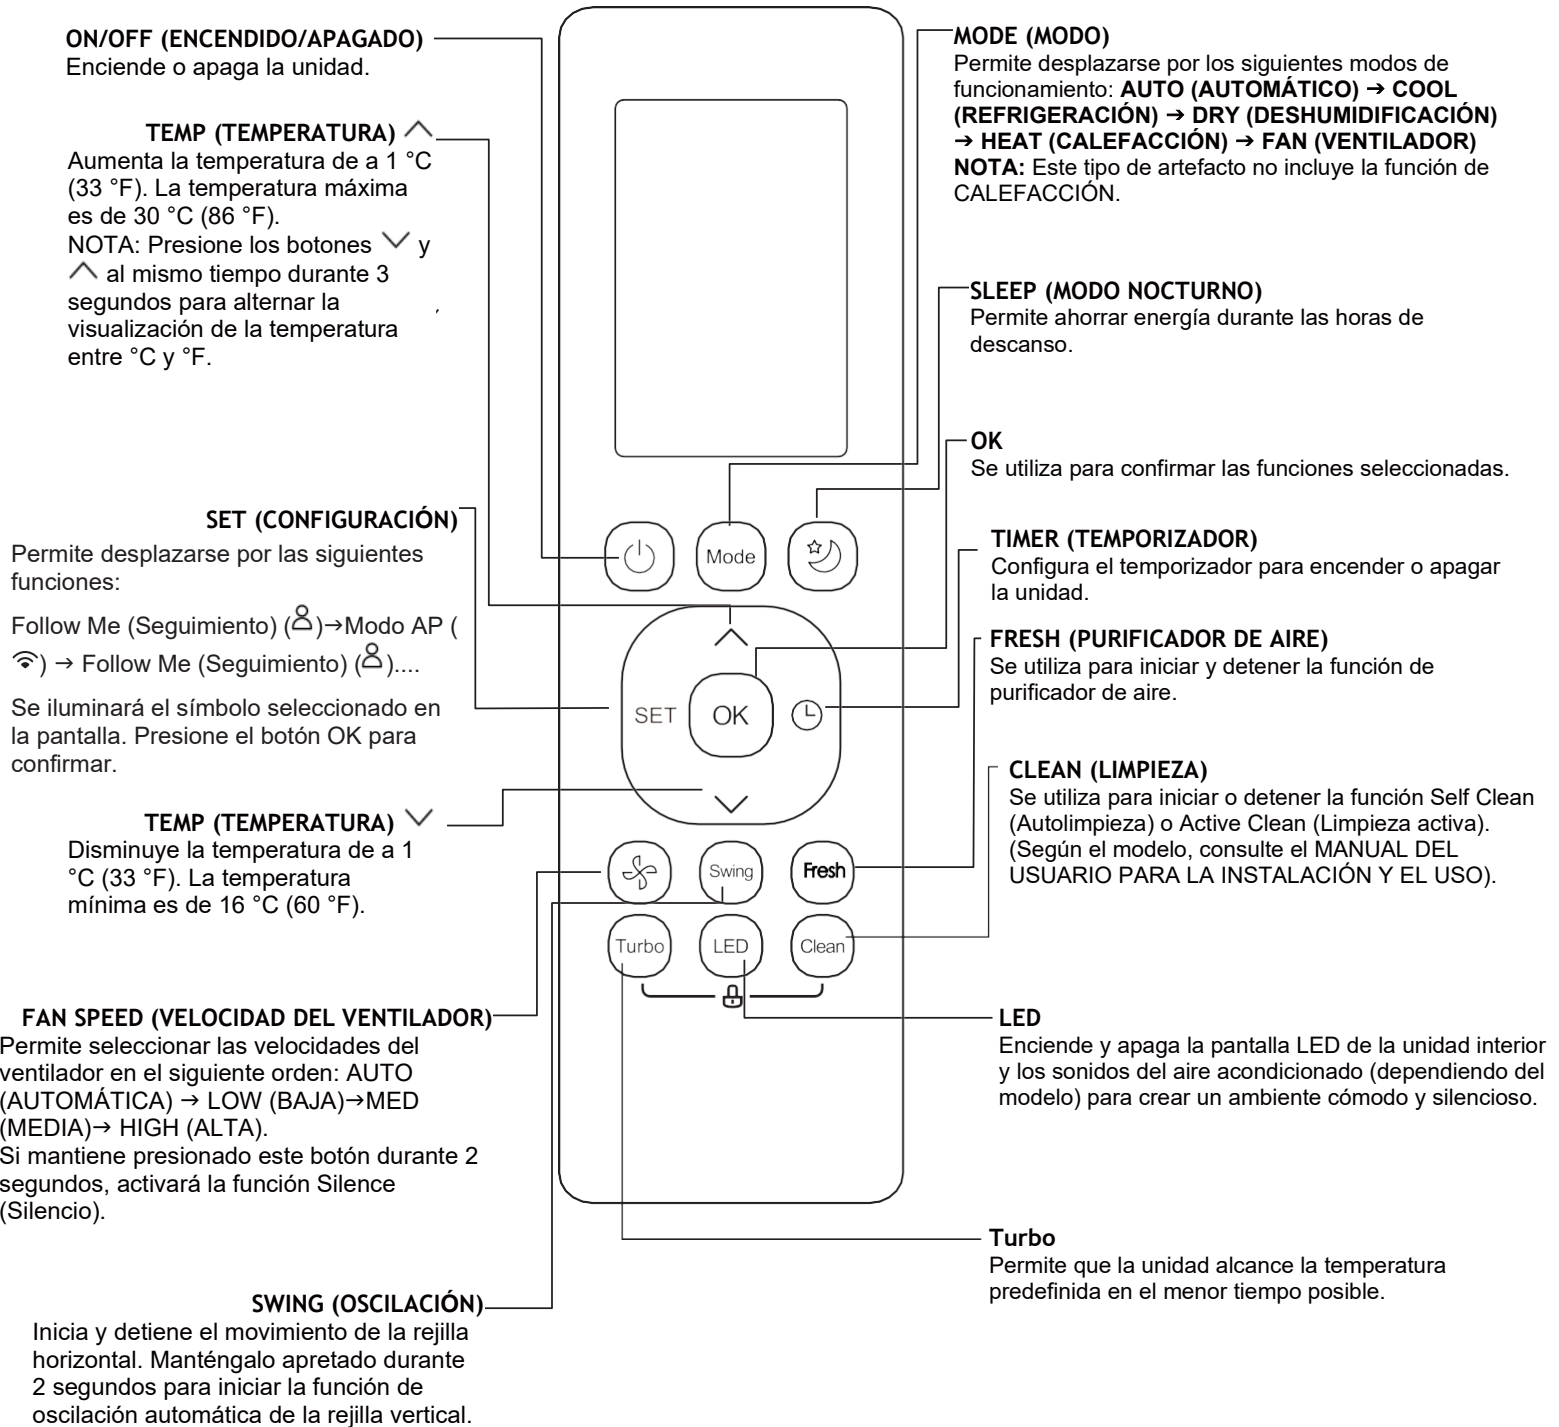 ON/OFF (ENCENDIDO/APAGADO)
Enciende o apaga la unidad.
TEMP (TEMPERATURA)
Aumenta la temperatura de a 1 °C
(33 °F). La temperatura máxima
es de 30 °C (86 °F).
NOTA: Presione los botones y
al mismo tiempo durante 3
segundos para alternar la
visualización de la temperatura
entre °C y °F.
SET (CONFIGURACIÓN)
Permite desplazarse por las siguientes
funciones:
Follow Me (Seguimiento) ( )→Modo AP (
) → Follow Me (Seguimiento) ( )....
Se iluminará el símbolo seleccionado en
la pantalla. Presione el botón OK para
confirmar.
TEMP (TEMPERATURA)
Disminuye la temperatura de a 1
°C (33 °F). La temperatura
mínima es de 16 °C (60 °F).
FAN SPEED (VELOCIDAD DEL VENTILADOR)
Permite seleccionar las velocidades del
ventilador en el siguiente orden: AUTO
(AUTOMÁTICA) → LOW (BAJA)→MED
(MEDIA)→ HIGH (ALTA).
Si mantiene presionado este botón durante 2
segundos, activará la función Silence
(Silencio).
SWING (OSCILACIÓN)
Inicia y detiene el movimiento de la rejilla
horizontal. Manténgalo apretado durante
2 segundos para iniciar la función de
oscilación automática de la rejilla vertical.
Mode
SET
OK
Swing
Fresh
Turbo
LED
Clean
MODE (MODO)
Permite desplazarse por los siguientes modos de
funcionamiento: AUTO (AUTOMÁTICO) → COOL
(REFRIGERACIÓN) → DRY (DESHUMIDIFICACIÓN)
→ HEAT (CALEFACCIÓN) → FAN (VENTILADOR)
NOTA: Este tipo de artefacto no incluye la función de
CALEFACCIÓN.
SLEEP (MODO NOCTURNO)
Permite ahorrar energía durante las horas de
descanso.
OK
Se utiliza para confirmar las funciones seleccionadas.
TIMER (TEMPORIZADOR)
Configura el temporizador para encender o apagar
la unidad.
FRESH (PURIFICADOR DE AIRE)
Se utiliza para iniciar y detener la función de
purificador de aire.
CLEAN (LIMPIEZA)
Se utiliza para iniciar o detener la función Self Clean
(Autolimpieza) o Active Clean (Limpieza activa).
(Según el modelo, consulte el MANUAL DEL
USUARIO PARA LA INSTALACIÓN Y EL USO).
LED
Enciende y apaga la pantalla LED de la unidad interior
y los sonidos del aire acondicionado (dependiendo del
modelo) para crear un ambiente cómodo y silencioso.
Turbo
Permite que la unidad alcance la temperatura
predefinida en el menor tiempo posible.